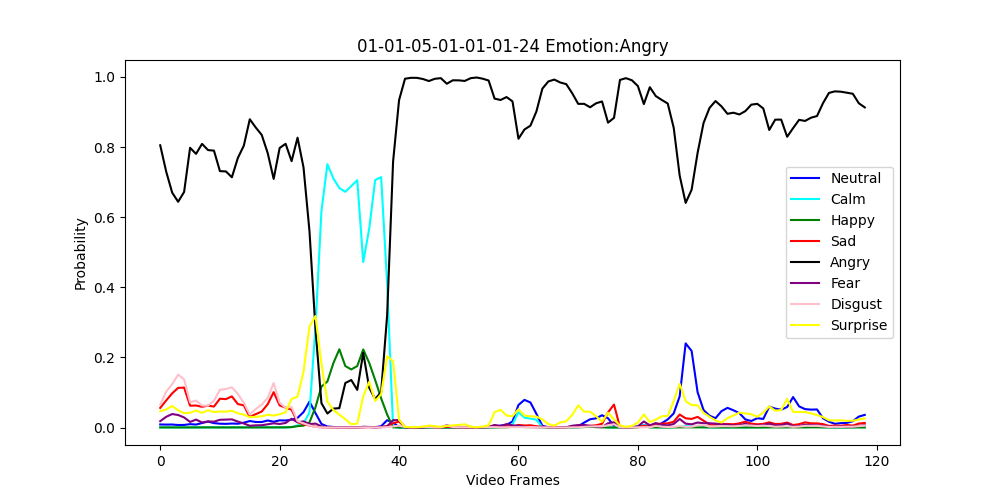 01-01-05-01-01-01-24 Emotion:Angry
1.0
0.8
0.6
0.4
0.2
0.0
Probability
0 20 40 60 80 100 120
Video Frames
Neutral
Calm
Happy
Sad
Angry
Fear
Disgust
Surprise